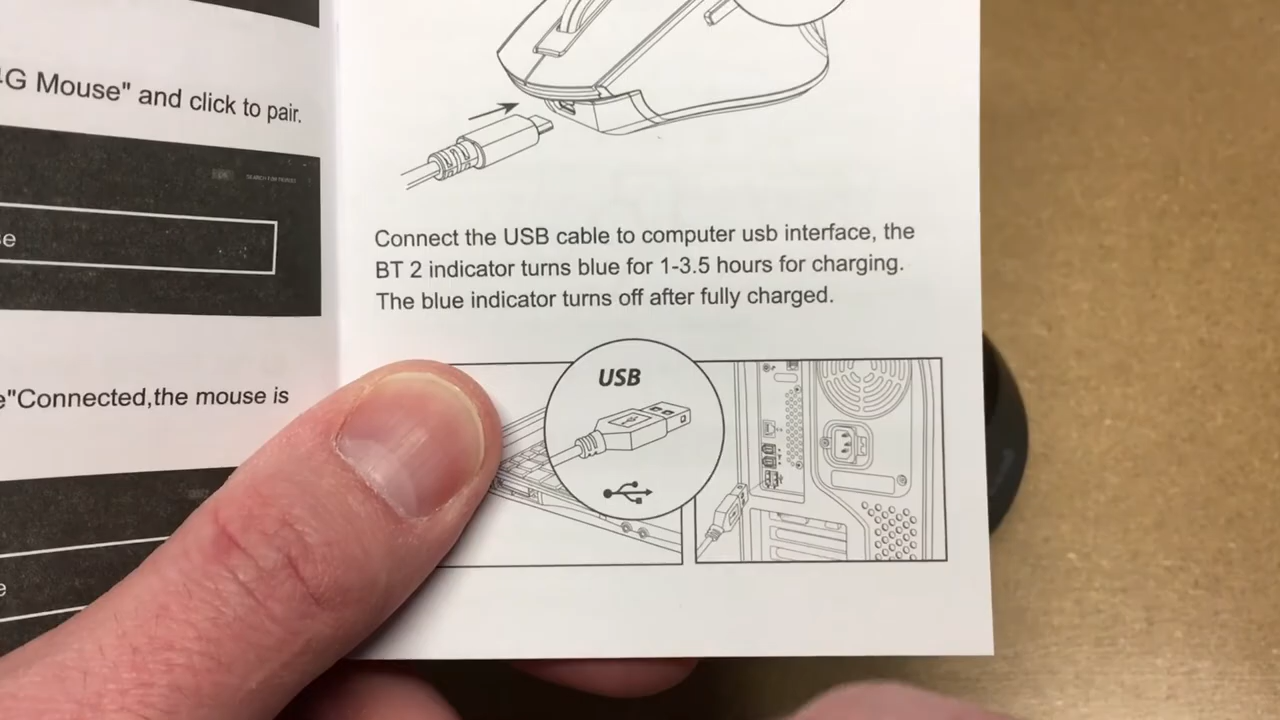 G Mouse" and click to pair.
e
e"Connected,the mouse is
e
Connect the USB cable to computer usb interface, the
BT 2 indicator turns blue for 1-3.5 hours for charging.
The blue indicator turns off after fully charged.
USB